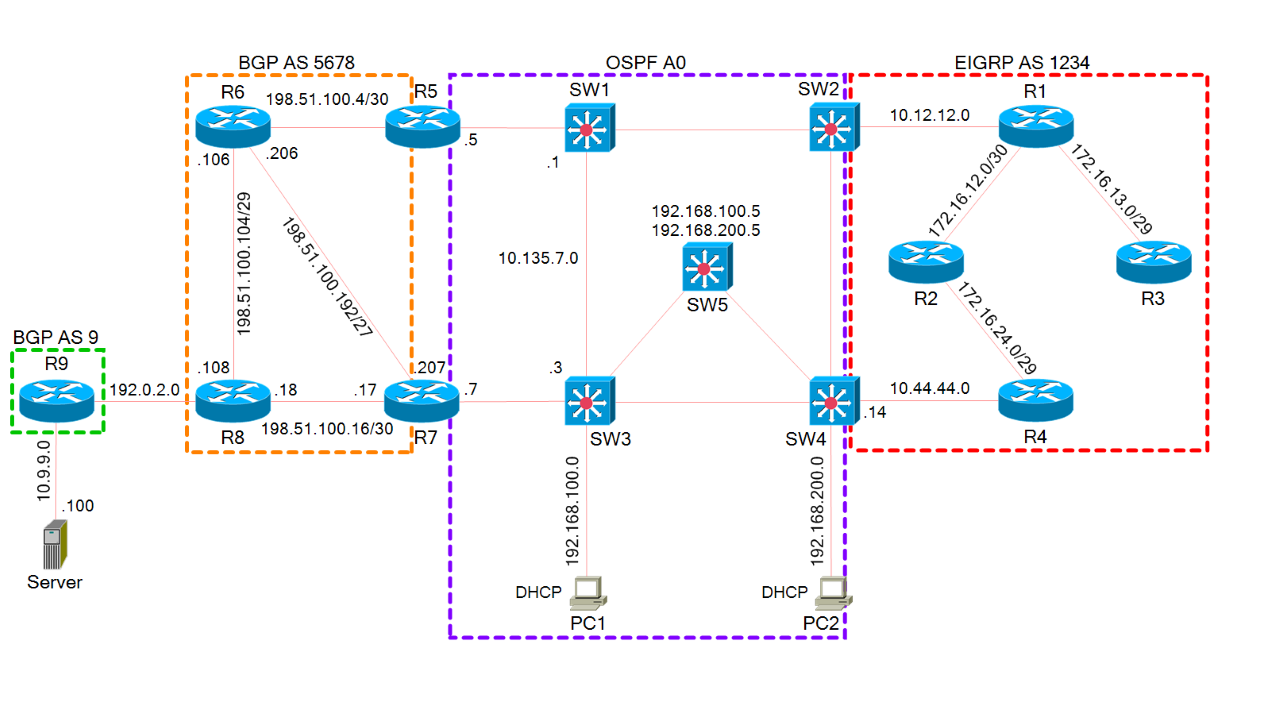 BGP AS 5678
OSPF A0
EIGRP AS 1234
R6
198.51.100.4/30
R5
SW1
SW2
R1
10.12.12.0
.5
.106
.206
.1
172.16.12.0/30
172.16.13.0/29
198.51.100.104/29
198.51.100.192/27
192.168.100.5
192.168.200.5
10.135.7.0
SW5
R2
R3
172.16.24.0/29
BGP AS 9
R9
192.0.2.0
.108
.18
.17
.207
.7
.3
10.44.44.0
.14
198.51.100.16/30
R8
R7
SW3
SW4
R4
10.9.9.0
.100
Server
192.168.100.0
192.168.200.0
DHCP
PC1
DHCP
PC2